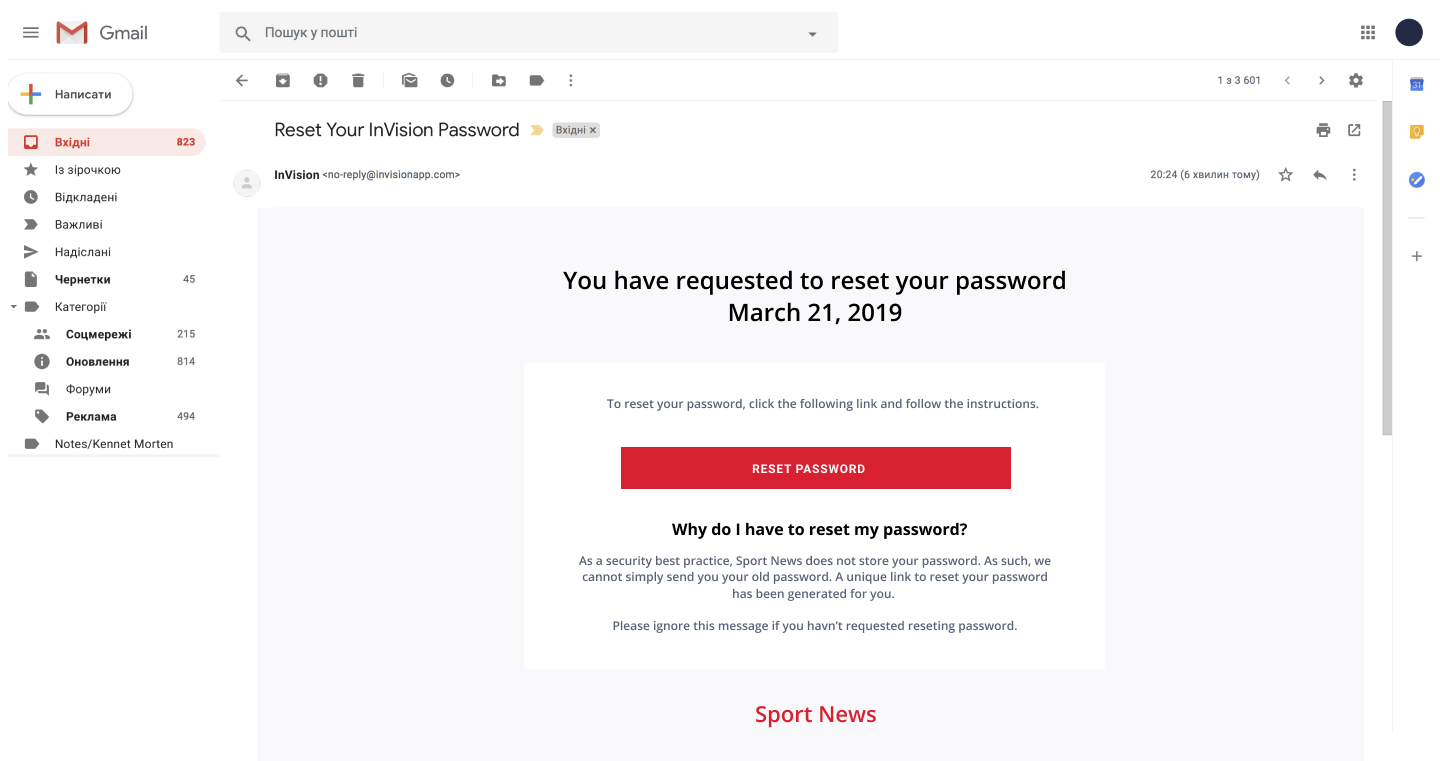 Gmail
Пошук у пошті
Написати
1 з 3 601
31
Reset Your InVision Password
Вхідні ×
Вхідні 823
Із зірочкою
Відкладені
Важливі
Надіслані
Чернетки 45
Категорії
Соцмережі 215
Оновлення 814
Форуми
Реклама 494
Notes/Kennet Morten
InVision <no-reply@invisionapp.com>
20:24 (6 хвилин тому)
You have requested to reset your password
March 21, 2019
To reset your password, click the following link and follow the instructions.
RESET PASSWORD
Why do I have to reset my password?
As a security best practice, Sport News does not store your password. As such, we
cannot simply send you your old password. A unique link to reset your password
has been generated for you.
Please ignore this message if you havn't requested reseting password.
Sport News